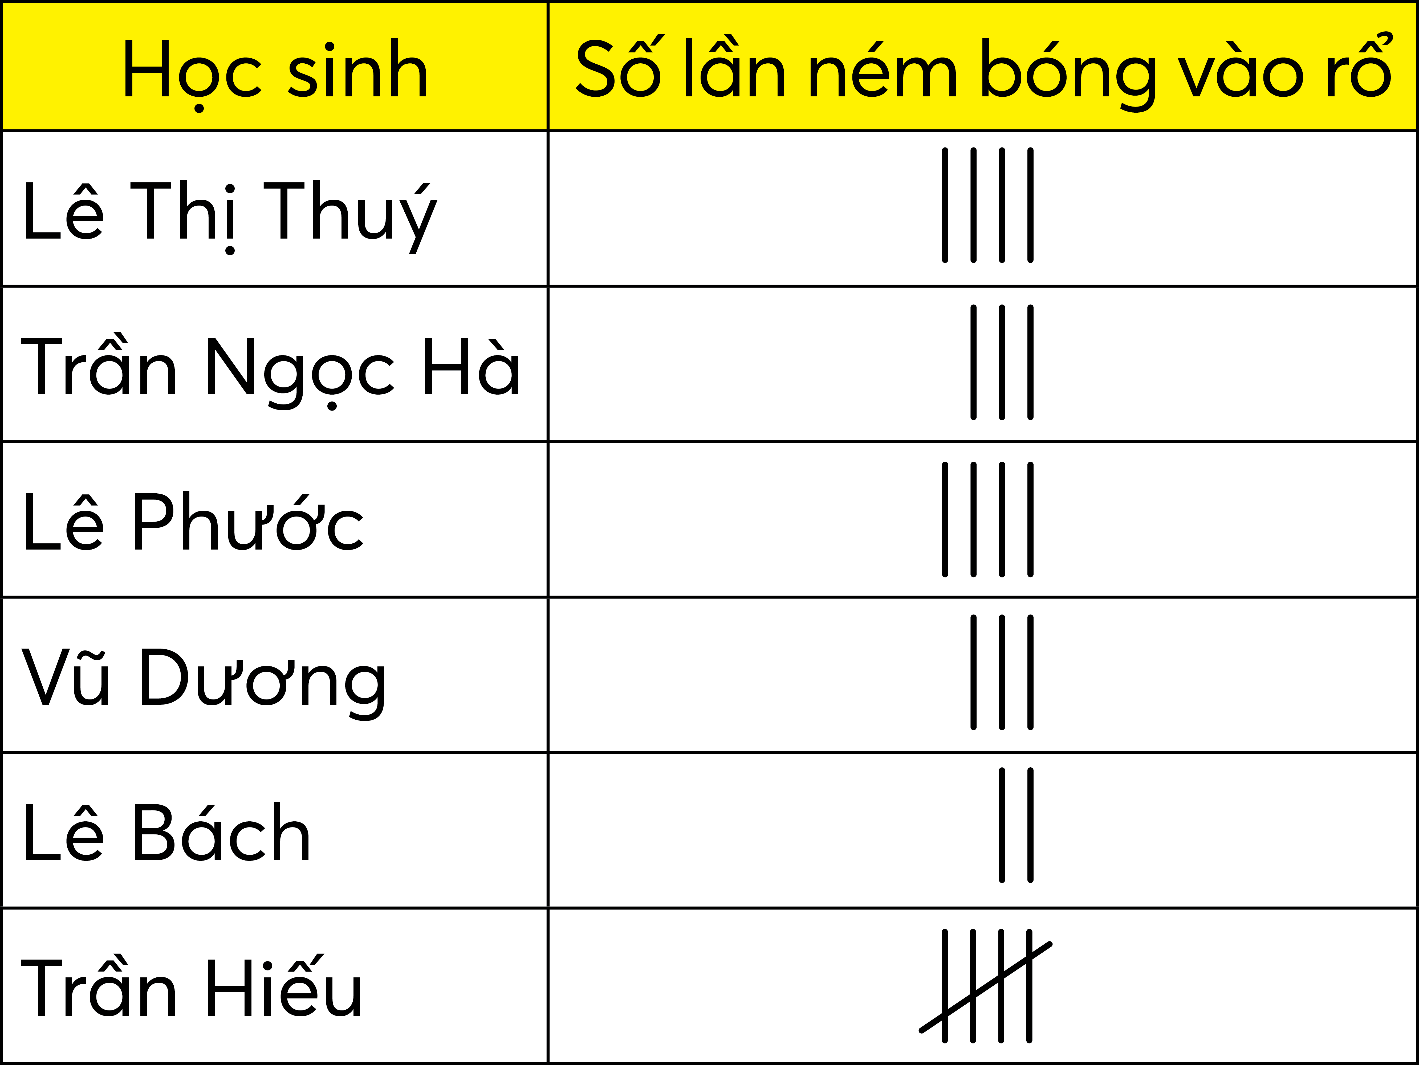 Học sinh
Số lần ném bóng vào rổ
Lê Thị Thuý
Trần Ngọc Hà
Lê Phước
Vũ Dương
Lê Bách
Trần Hiếu